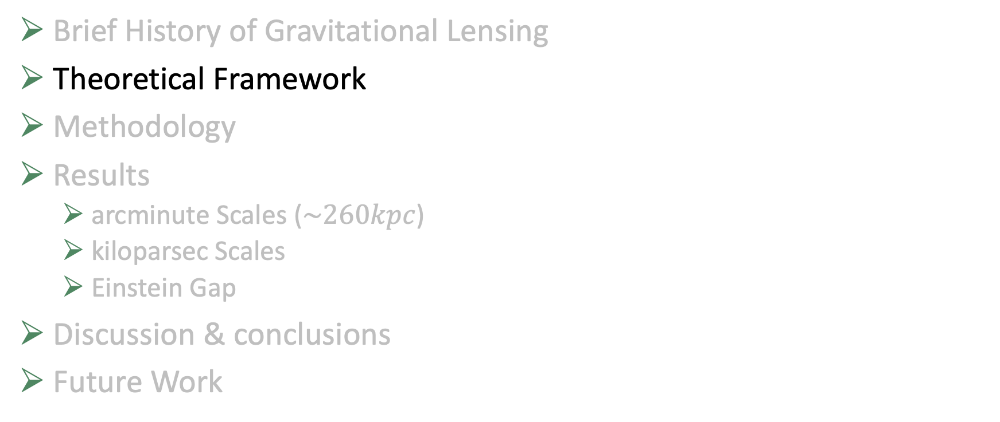 Brief History of Gravitational Lensing
Theoretical Framework
Methodology
Results
arcminute Scales (~260kpc)
kiloparsec Scales
Einstein Gap
Discussion & conclusions
Future Work